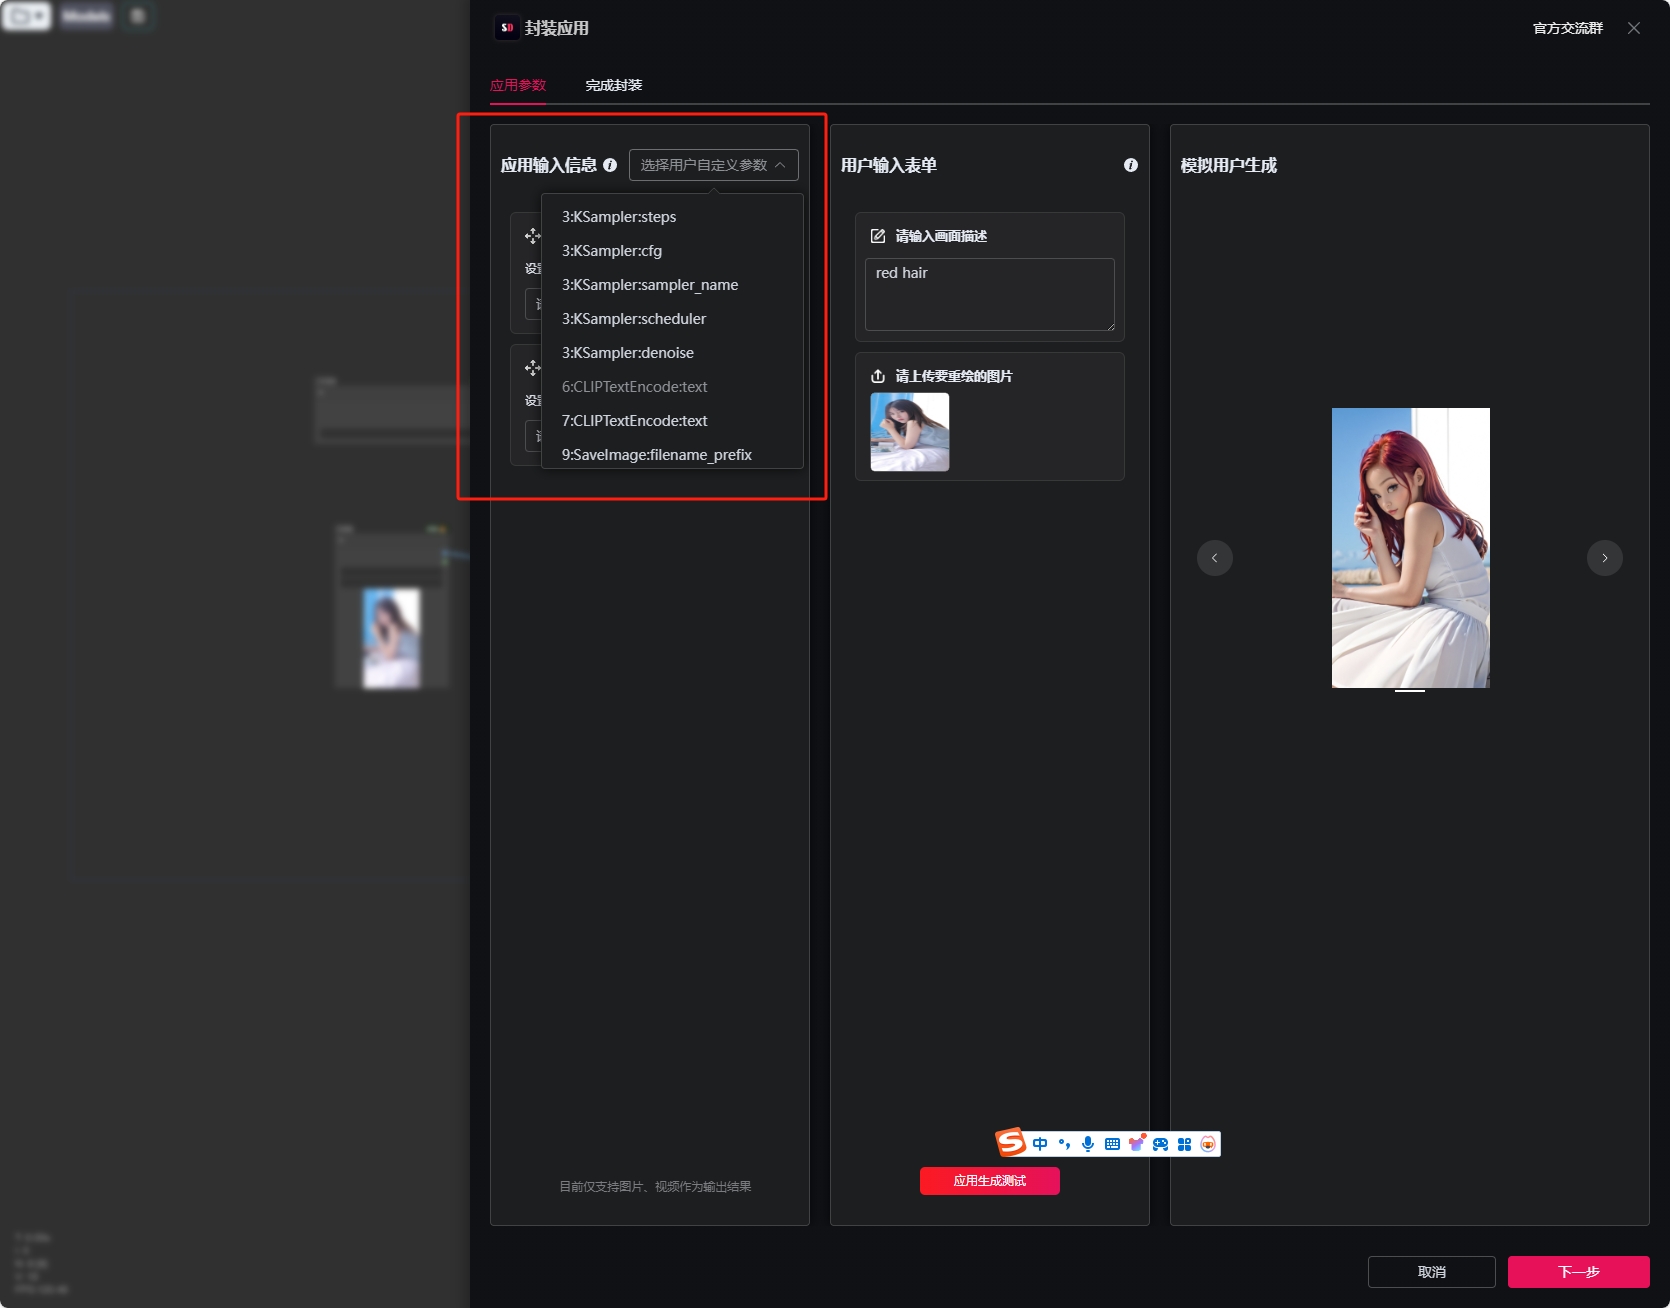 Models
SD 封装应用
官方交流群
应用参数
完成封装
应用输入信息
选择用户自定义参数
3:KSampler:steps
3:KSampler:cfg
3:KSampler:sampler_name
3:KSampler:scheduler
3:KSampler:denoise
6:CLIPTextEncode:text
7:CLIPTextEncode:text
9:SaveImage:filename_prefix
目前仅支持图片、视频作为输出结果
用户输入表单
请输入画面描述
red hair
请上传要重绘的图片
中
应用生成测试
模拟用户生成
取消
下一步